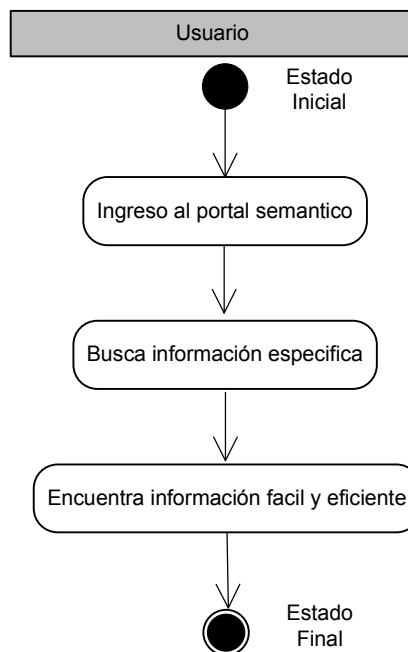 Usuario
Estado
Inicial
Ingreso al portal semantico
Busca información especifica
Encuentra información facil y eficiente
Estado
Final